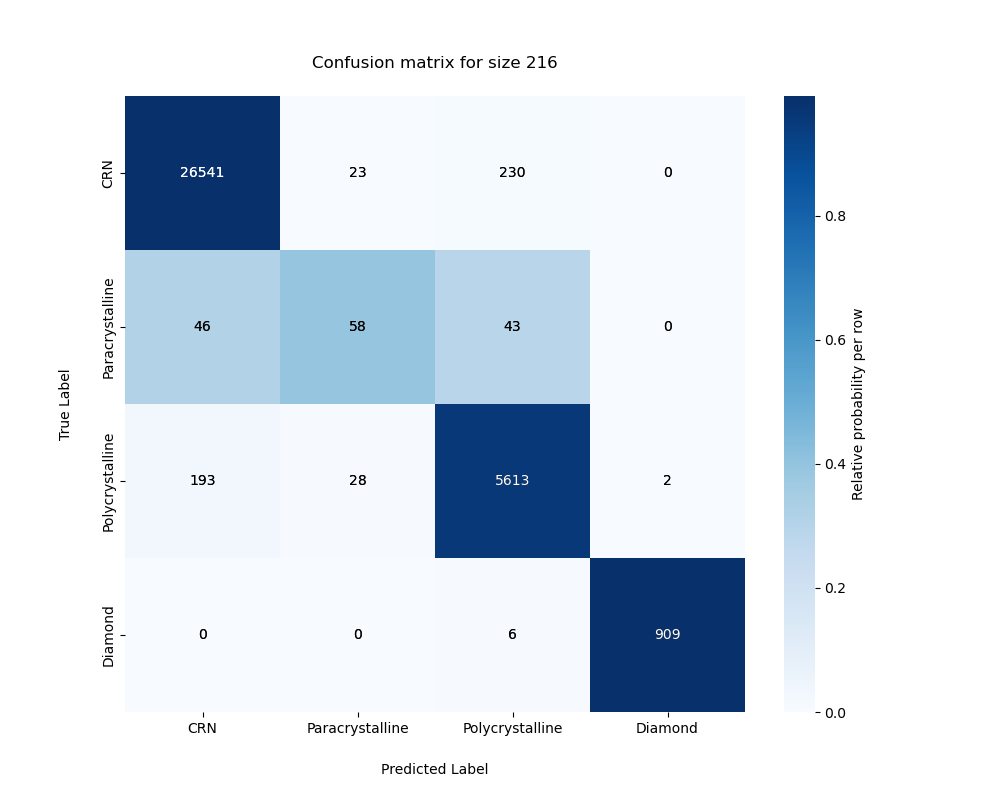 Confusion matrix for size 216
CRN
26541
23
230
0
Paracrystalline
46
58
43
0
Polycrystalline
193
28
5613
2
Diamond
0
0
6
909
CRN
Paracrystalline
Polycrystalline
Diamond
True Label
Predicted Label
0.8
0.6
0.4
0.2
0.0
Relative probability per row